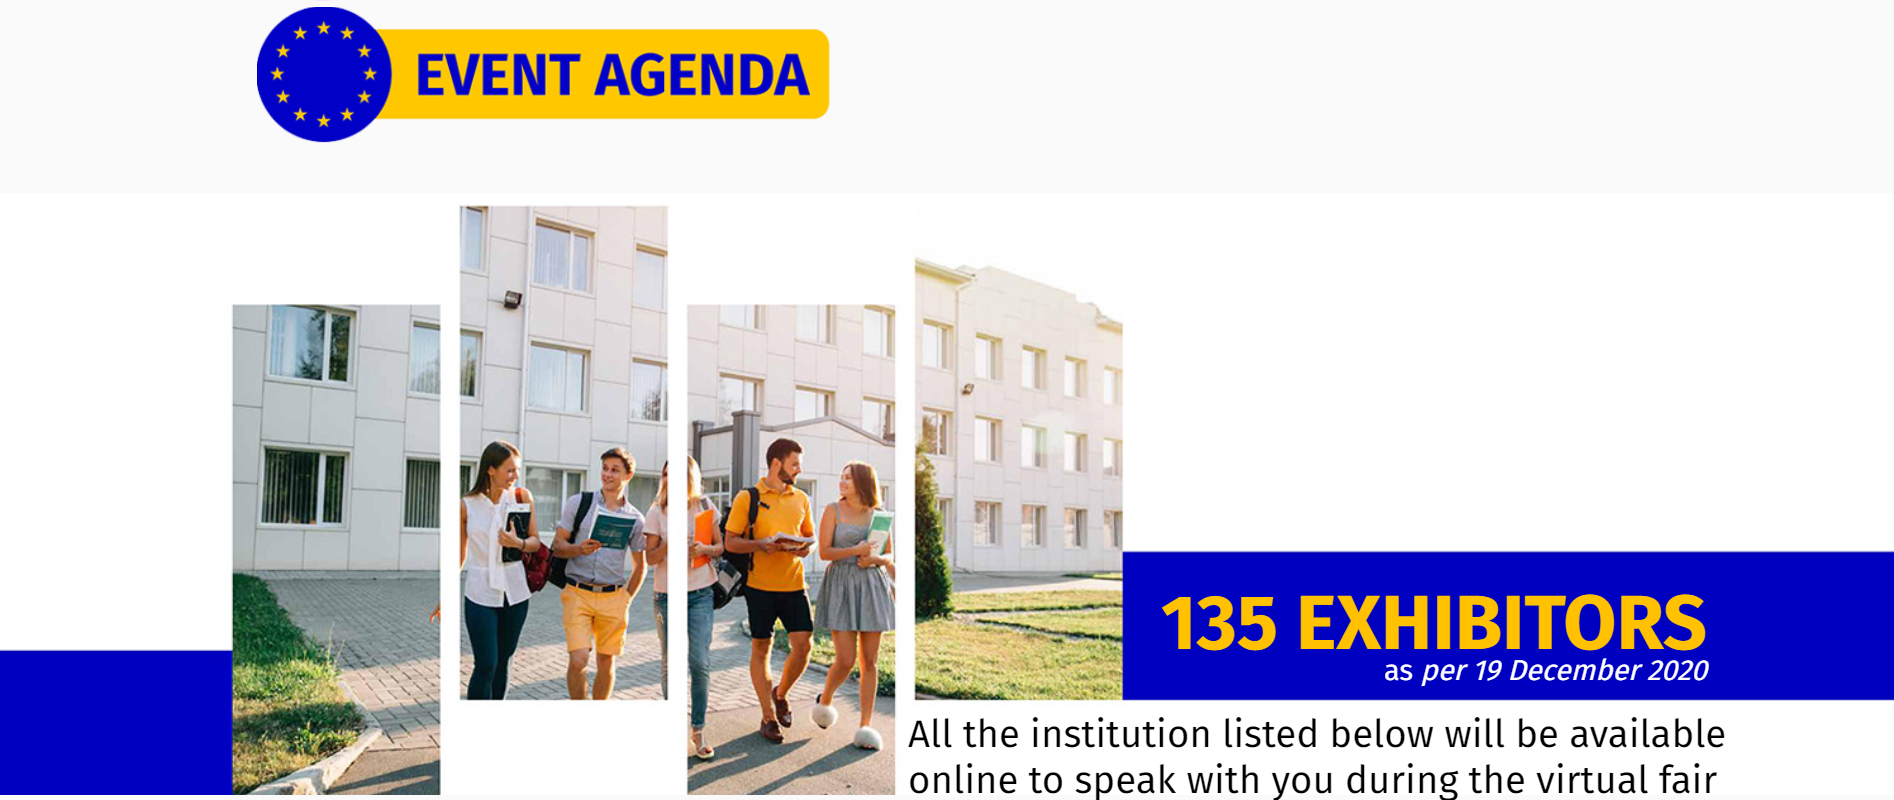 EVENT AGENDA
135 EXHIBITORS
as per 19 December 2020
All the institution listed below will be available
online to speak with you during the virtual fair